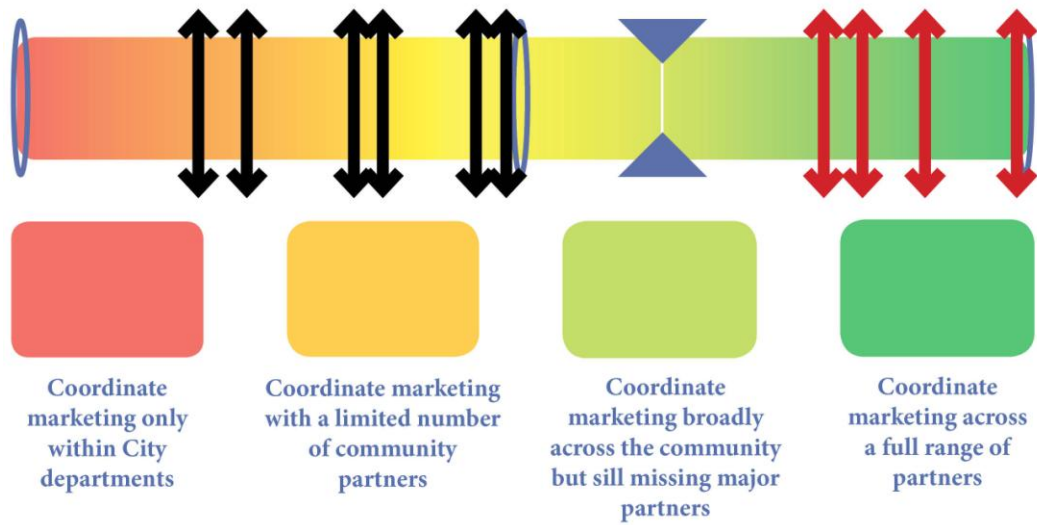 Coordinate
marketing only
within City
departments
Coordinate marketing
with a limited number
of community
partners
Coordinate
marketing broadly
across the community
but sill missing major
partners
Coordinate
marketing across
a full range of
partners